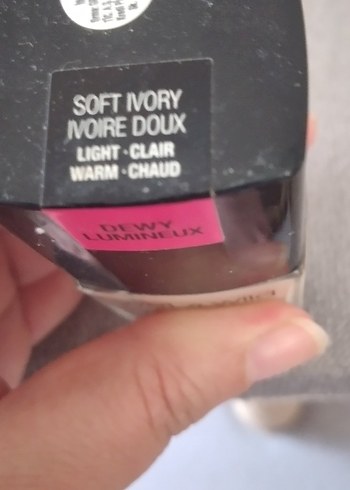 SOFT IVORY
IVOIRE DOUX
LIGHT · CLAIR
WARM · CHAUD
DEWY
LUMINEUX